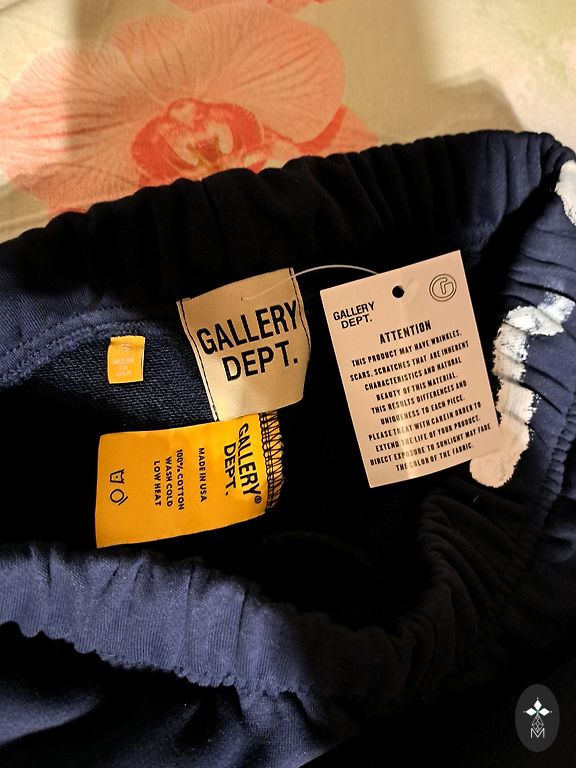 GALLERY
DEPT.
S
MADE
IN
USA
GALLERY
DEPT.®
MADE IN USA
100% COTTON
WASH COLD
LOW HEAT
GALLERY
DEPT.
G
ATTENTION
THIS PRODUCT MAY HAVE WRINKLES,
SCARS, SCRATCHES THAT ARE INHERENT
CHARACTERISTICS AND NATURAL
BEAUTY OF THIS MATERIAL.
THIS RESULTS DIFFERENCES AND
UNIQUENESS TO EACH PIECE.
PLEASE TREAT WITH CARE IN ORDER TO
EXTEND THE LIFE OF YOUR PRODUCT.
DIRECT EXPOSURE TO SUNLIGHT MAY FADE
THE COLOR OF THE FABRIC.
M